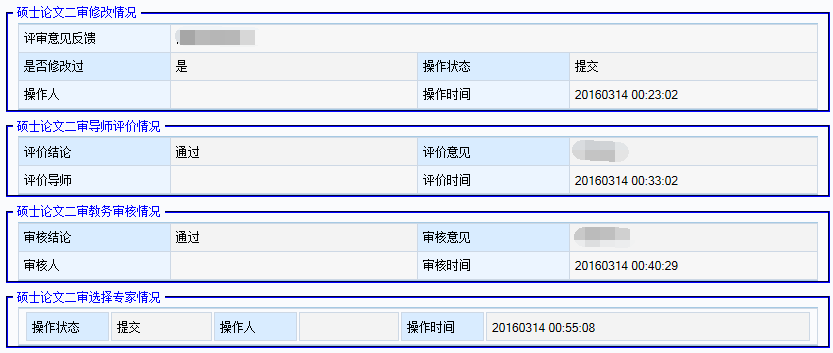 硕士论文二审修改情况
评审意见反馈
是否修改过 是 操作状态 提交
操作人 操作时间 20160314 00:23:02
硕士论文二审导师评价情况
评价结论 通过 评价意见
评价导师 评价时间 20160314 00:33:02
硕士论文二审教务审核情况
审核结论 通过 审核意见
审核人 审核时间 20160314 00:40:29
硕士论文二审选择专家情况
操作状态 提交 操作人 操作时间 20160314 00:55:08